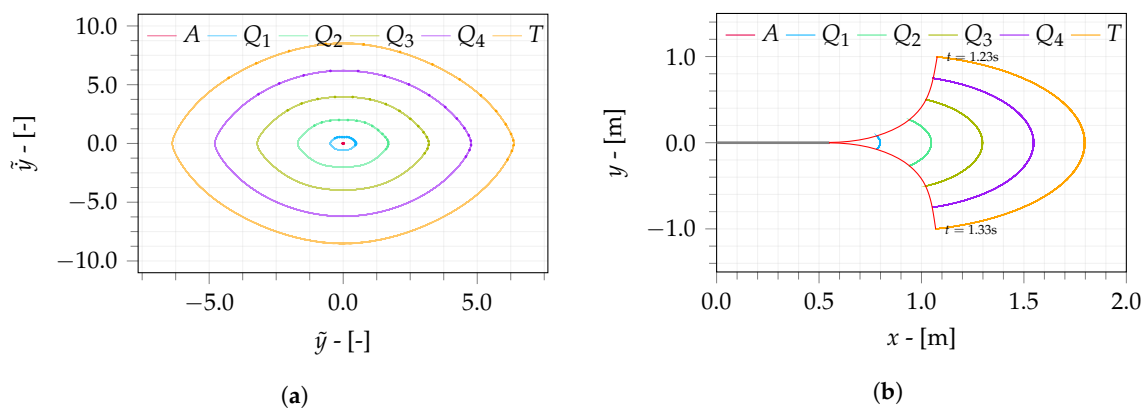 A Q1 Q2 Q3 Q4 T
10.0
5.0
0.0
−5.0
−10.0
ỹ̇ - [-]
−5.0 0.0 5.0
ỹ - [-]
(a)
A Q1 Q2 Q3 Q4 T
1.0
0.0
−1.0
y - [m]
t = 1.23s
t = 1.33s
0.0 0.5 1.0 1.5 2.0
x - [m]
(b)